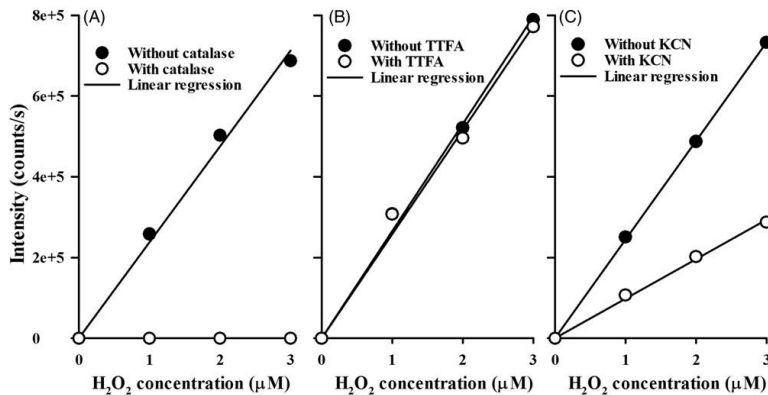 (A)
Without catalase
With catalase
Linear regression
(B)
Without TTFA
With TTFA
Linear regression
(C)
Without KCN
With KCN
Linear regression
Intensity (counts/s)
8e+5
6e+5
4e+5
2e+5
0
0 1 2 3
0 1 2 3
0 1 2 3
H₂O₂ concentration (μM)
H₂O₂ concentration (μM)
H₂O₂ concentration (μM)